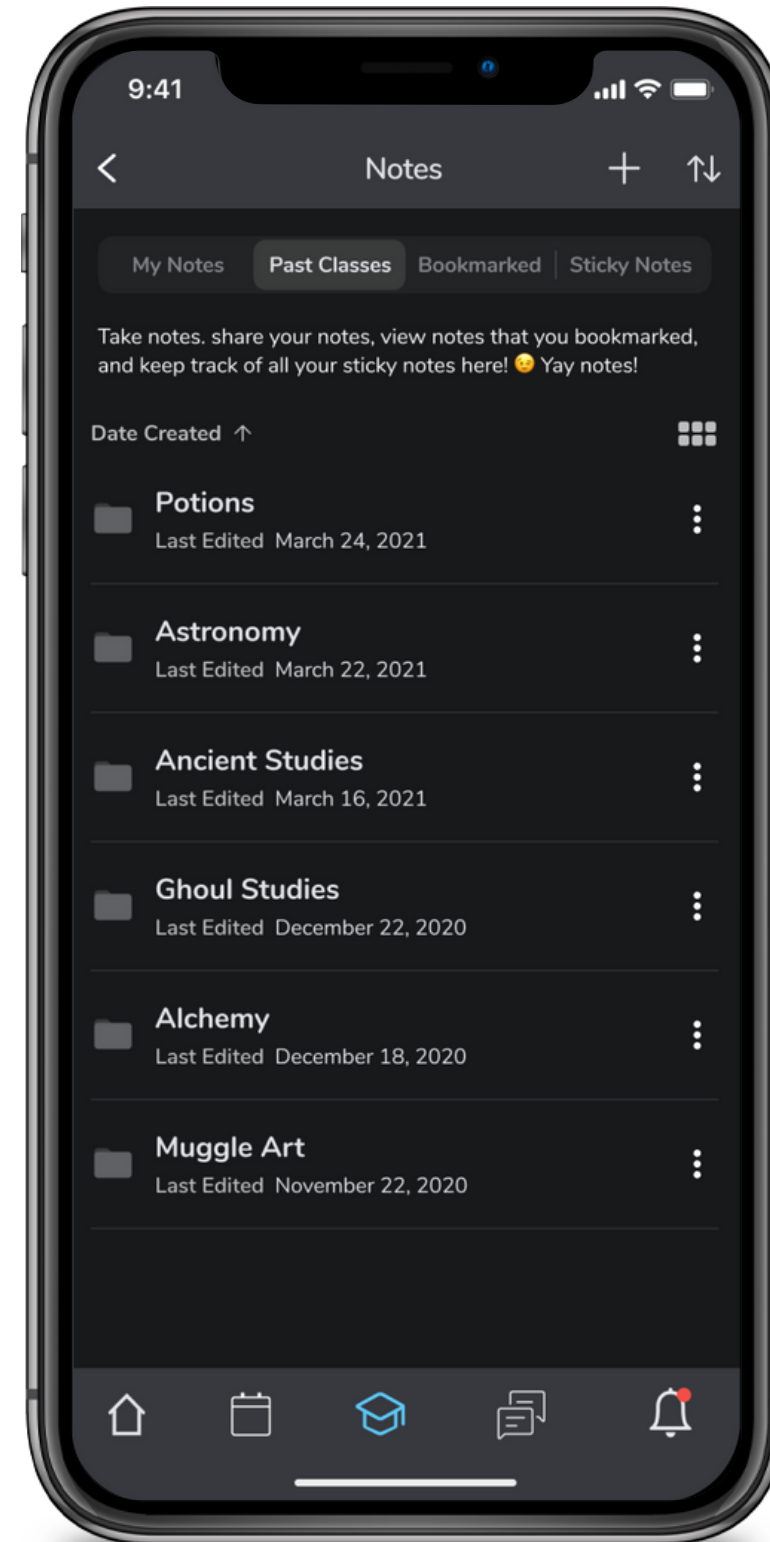 9:41
Notes
My Notes Past Classes Bookmarked Sticky Notes
Take notes. share your notes, view notes that you bookmarked,
and keep track of all your sticky notes here! 😉 Yay notes!
Date Created ↑
Potions
Last Edited March 24, 2021
Astronomy
Last Edited March 22, 2021
Ancient Studies
Last Edited March 16, 2021
Ghoul Studies
Last Edited December 22, 2020
Alchemy
Last Edited December 18, 2020
Muggle Art
Last Edited November 22, 2020